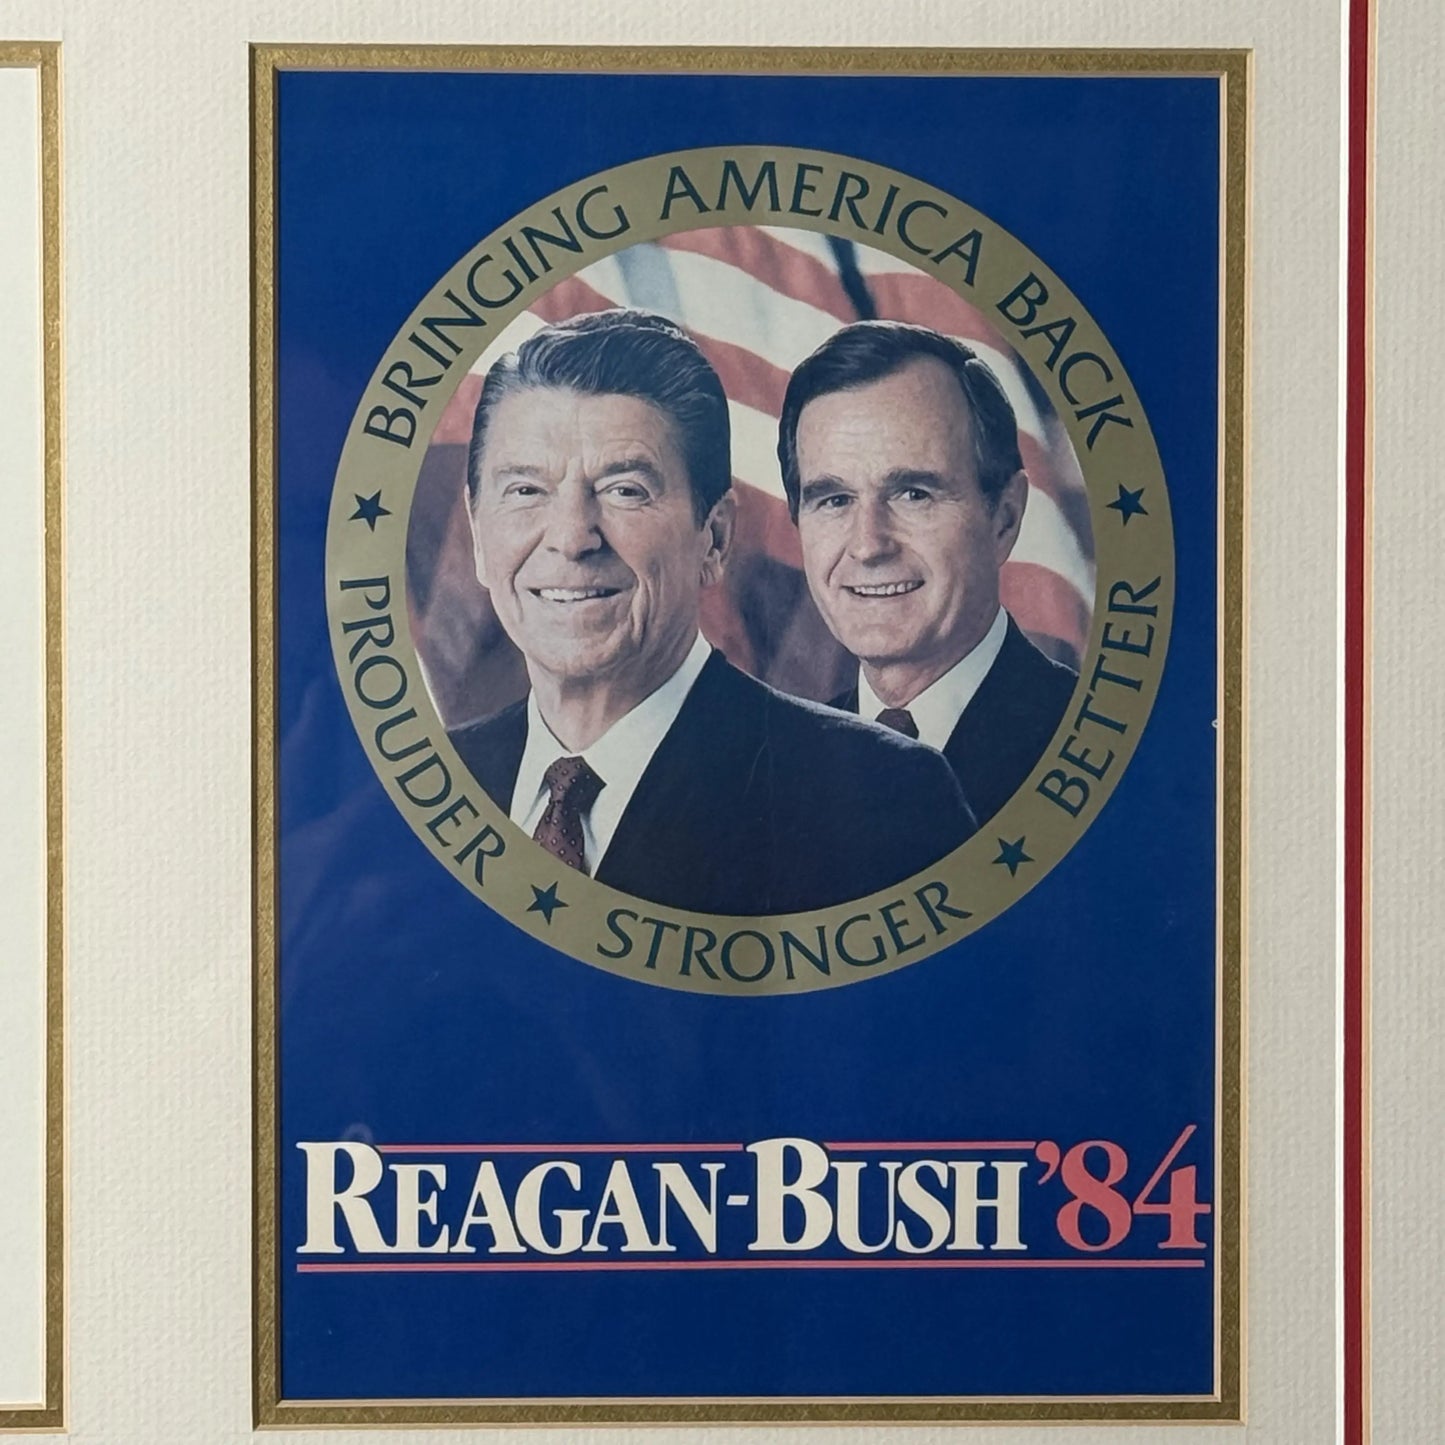 BRINGING AMERICA BACK
PROUDER ★ STRONGER ★ BETTER
REAGAN-BUSH '84